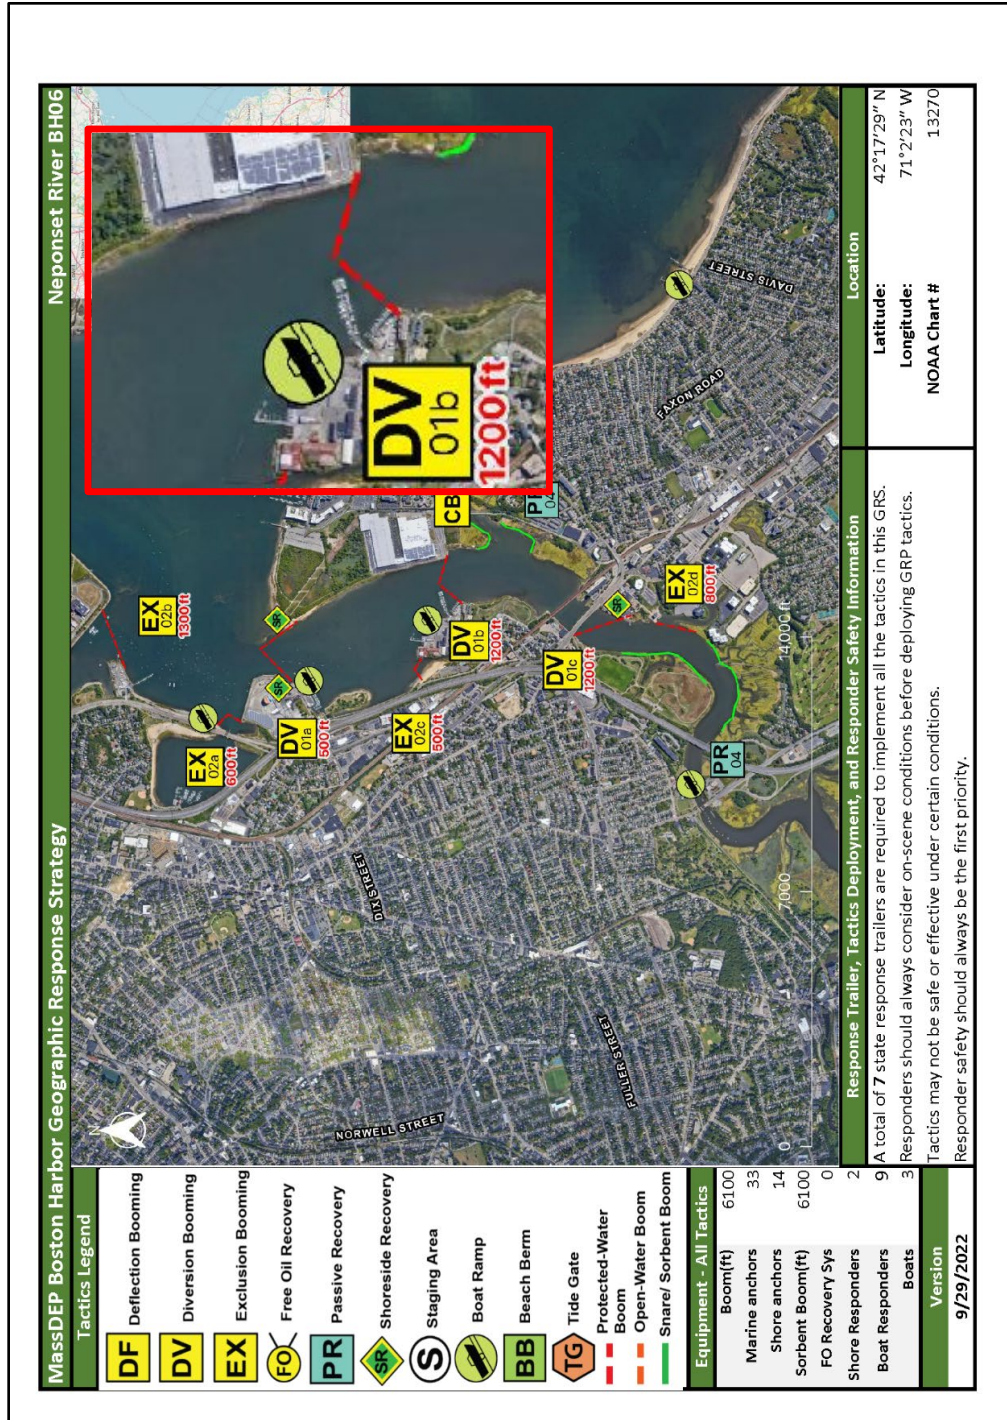 MassDEP Boston Harbor Geographic Response Strategy
Neponset River BH06
Tactics Legend
DF Deflection Booming
DV Diversion Booming
EX Exclusion Booming
FO Free Oil Recovery
PR Passive Recovery
SR Shoreside Recovery
S Staging Area
Boat Ramp
BB Beach Berm
TG Tide Gate
Protected-Water
Boom
Open-Water Boom
Snare/ Sorbent Boom
Equipment - All Tactics
Boom(ft) 6100
Marine anchors 33
Shore anchors 14
Sorbent Boom(ft) 6100
FO Recovery Sys 0
Shore Responders 2
Boat Responders 9
Boats 3
Version
9/29/2022
N
EX
02b
1300ft
EX
02a
600ft
SR
SR
DV
01a
500ft
EX
02c
500ft
DV
01b
1200ft
DV
01b
1200ft
CB
PR
04
DV
01c
1200ft
SR
EX
02d
800ft
PR
04
DIX STREET
NORWELL STREET
FULLER STREET
FAXON ROAD
DAVIS STREET
0
7000
14000 ft
Response Trailer, Tactics Deployment, and Responder Safety Information
A total of 7 state response trailers are required to implement all the tactics in this GRS.
Responders should always consider on-scene conditions before deploying GRP tactics.
Tactics may not be safe or effective under certain conditions.
Responder safety should always be the first priority.
Location
Latitude: 42°17'29" N
Longitude: 71°2'23" W
NOAA Chart # 13270